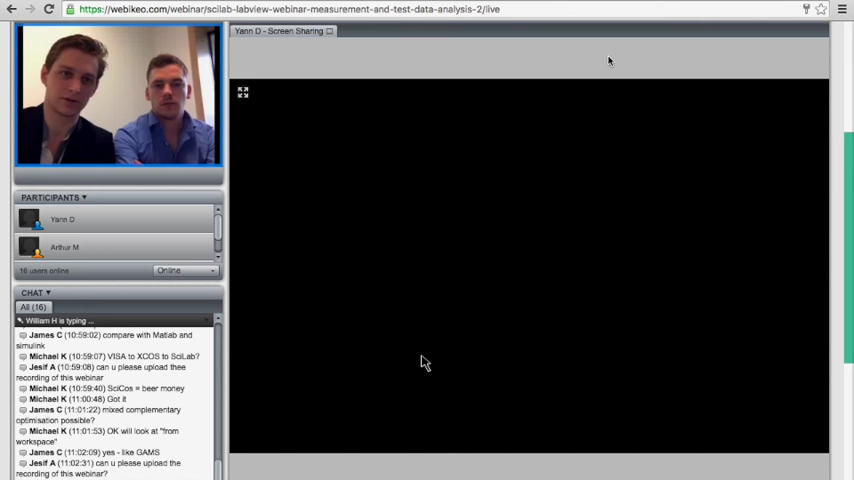 https://webikeo.com/webinar/scilab-labview-webinar-measurement-and-test-data-analysis-2/live
Yann D - Screen Sharing
PARTICIPANTS
Yann D
Arthur M
16 users online
Online
CHAT
All (16)
William H is typing ...
James C (10:59:02) compare with Matlab and
simulink
Michael K (10:59:07) VISA to XCOS to SciLab?
Jesif A (10:59:08) can u please upload thee
recording of this webinar
Michael K (10:59:40) SciCos = beer money
Michael K (11:00:48) Got it
James C (11:01:22) mixed complementary
optimisation possible?
Michael K (11:01:53) OK will look at "from
workspace"
James C (11:02:09) yes - like GAMS
Jesif A (11:02:31) can u please upload the
recording of this webinar?